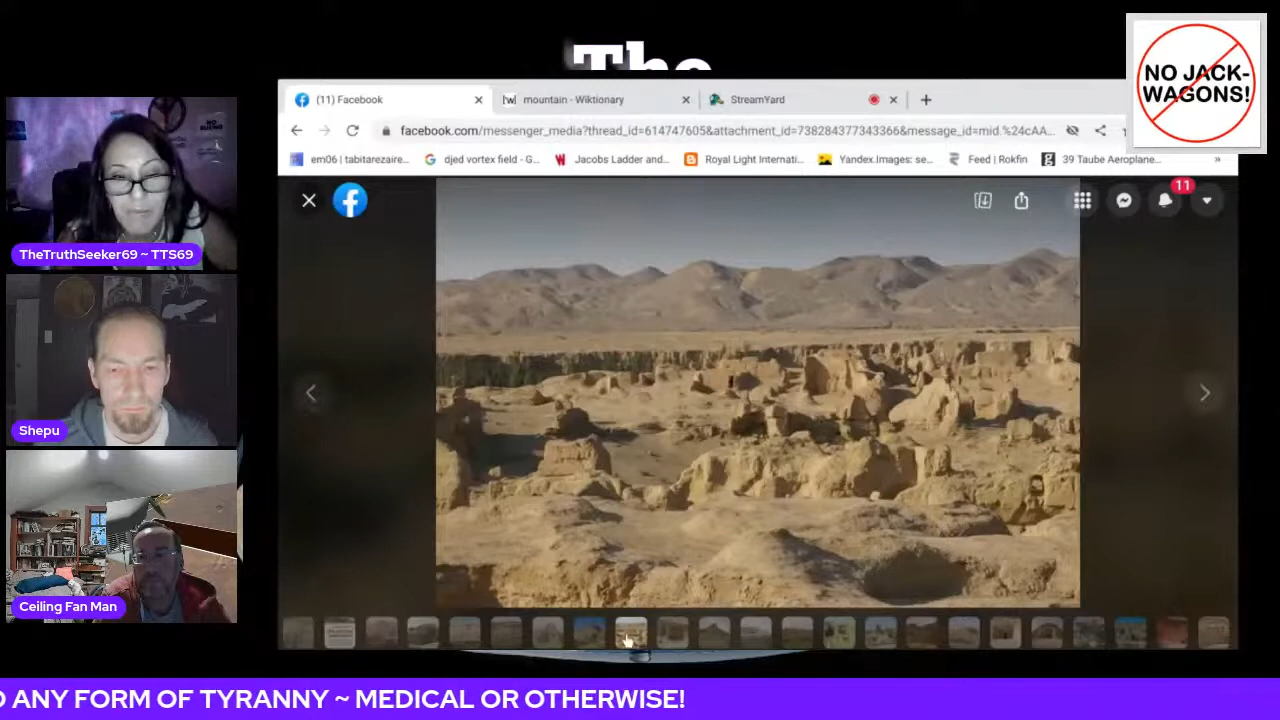 The
NO JACK-
WAGONS!
(11) Facebook
mountain - Wiktionary
StreamYard
facebook.com/messenger_media?thread_id=614747605&attachment_id=738284377343366&message_id=mid.%24cAA...
em06 | tabitarezaire...
djed vortex field - G...
Jacobs Ladder and...
Royal Light Internati...
Yandex.Images: se...
Feed | Rokfin
39 Taube Aeroplane...
11
TheTruthSeeker69 ~ TTS69
Shepu
Ceiling Fan Man
ANY FORM OF TYRANNY ~ MEDICAL OR OTHERWISE!